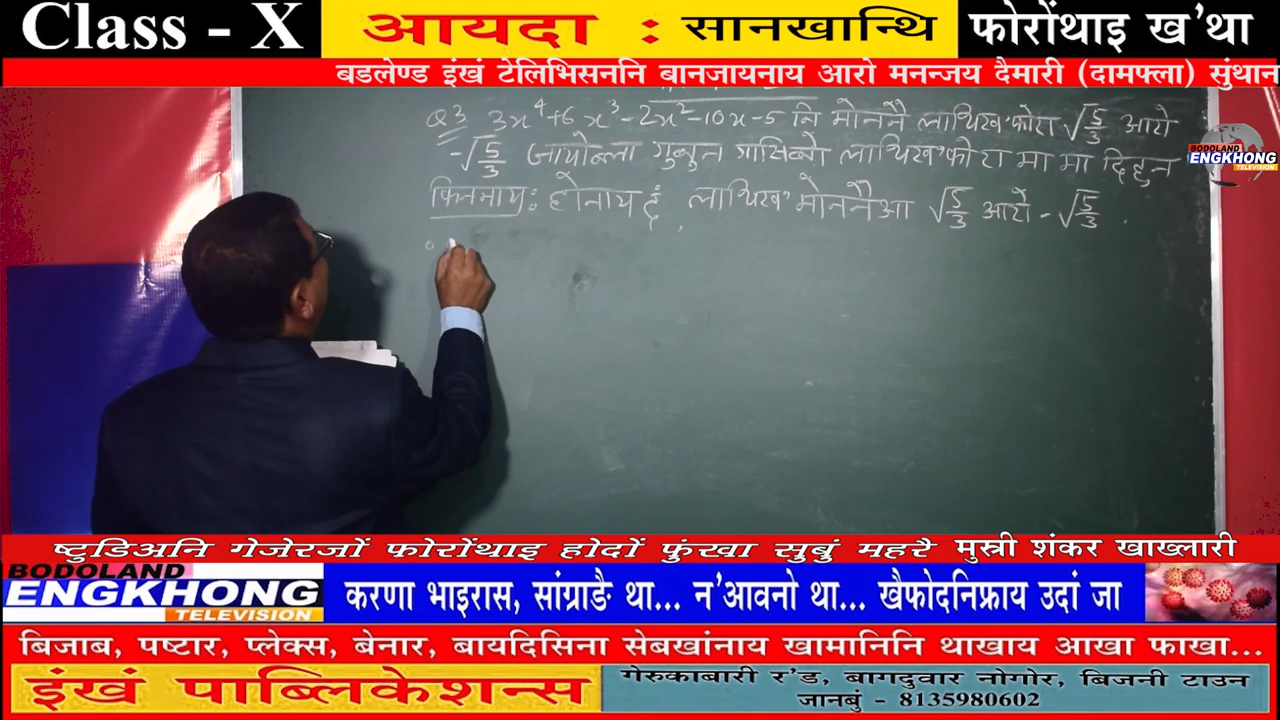 Class - X
आयदा : सानखान्थि
फोरोंथाइ ख'था
बडलेण्ड इंखं टेलिभिसननि बानजायनाय आरो मनन्जय दैमारी (दामफ्ला) सुंथान
Q3 3x⁴+6x³-2x²-10x-5 नि मोननै लाथिख'फोरा √5/3 आरो
-√5/3 जायोब्ला गुबुन गासिबो लाथिख'फोरा मा मा दिहुन
फिननाय: होनाय दं, लाथिख' मोननैआ √5/3 आरो -√5/3 .
BODOLAND
ENGKHONG
TELEVISION
ष्टुडिअनि गेजेरजों फोरोंथाइ होदों फुंखा सुबुं महरै मुस्री शंकर खाख्लारी
BODOLAND
ENGKHONG
TELEVISION
करणा भाइरास, सांग्राङै था... न'आवनो था... खैफोदनिफ्राय उदां जा
बिजाब, पष्टार, प्लेक्स, बेनार, बायदिसिना सेबखांनाय खामानिनि थाखाय आखा फाखा...
इंखं पाब्लिकेशन्स
गेरुकाबारी र'ड, बागदुवार नोगोर, बिजनी टाउन
जानबुं - 8135980602